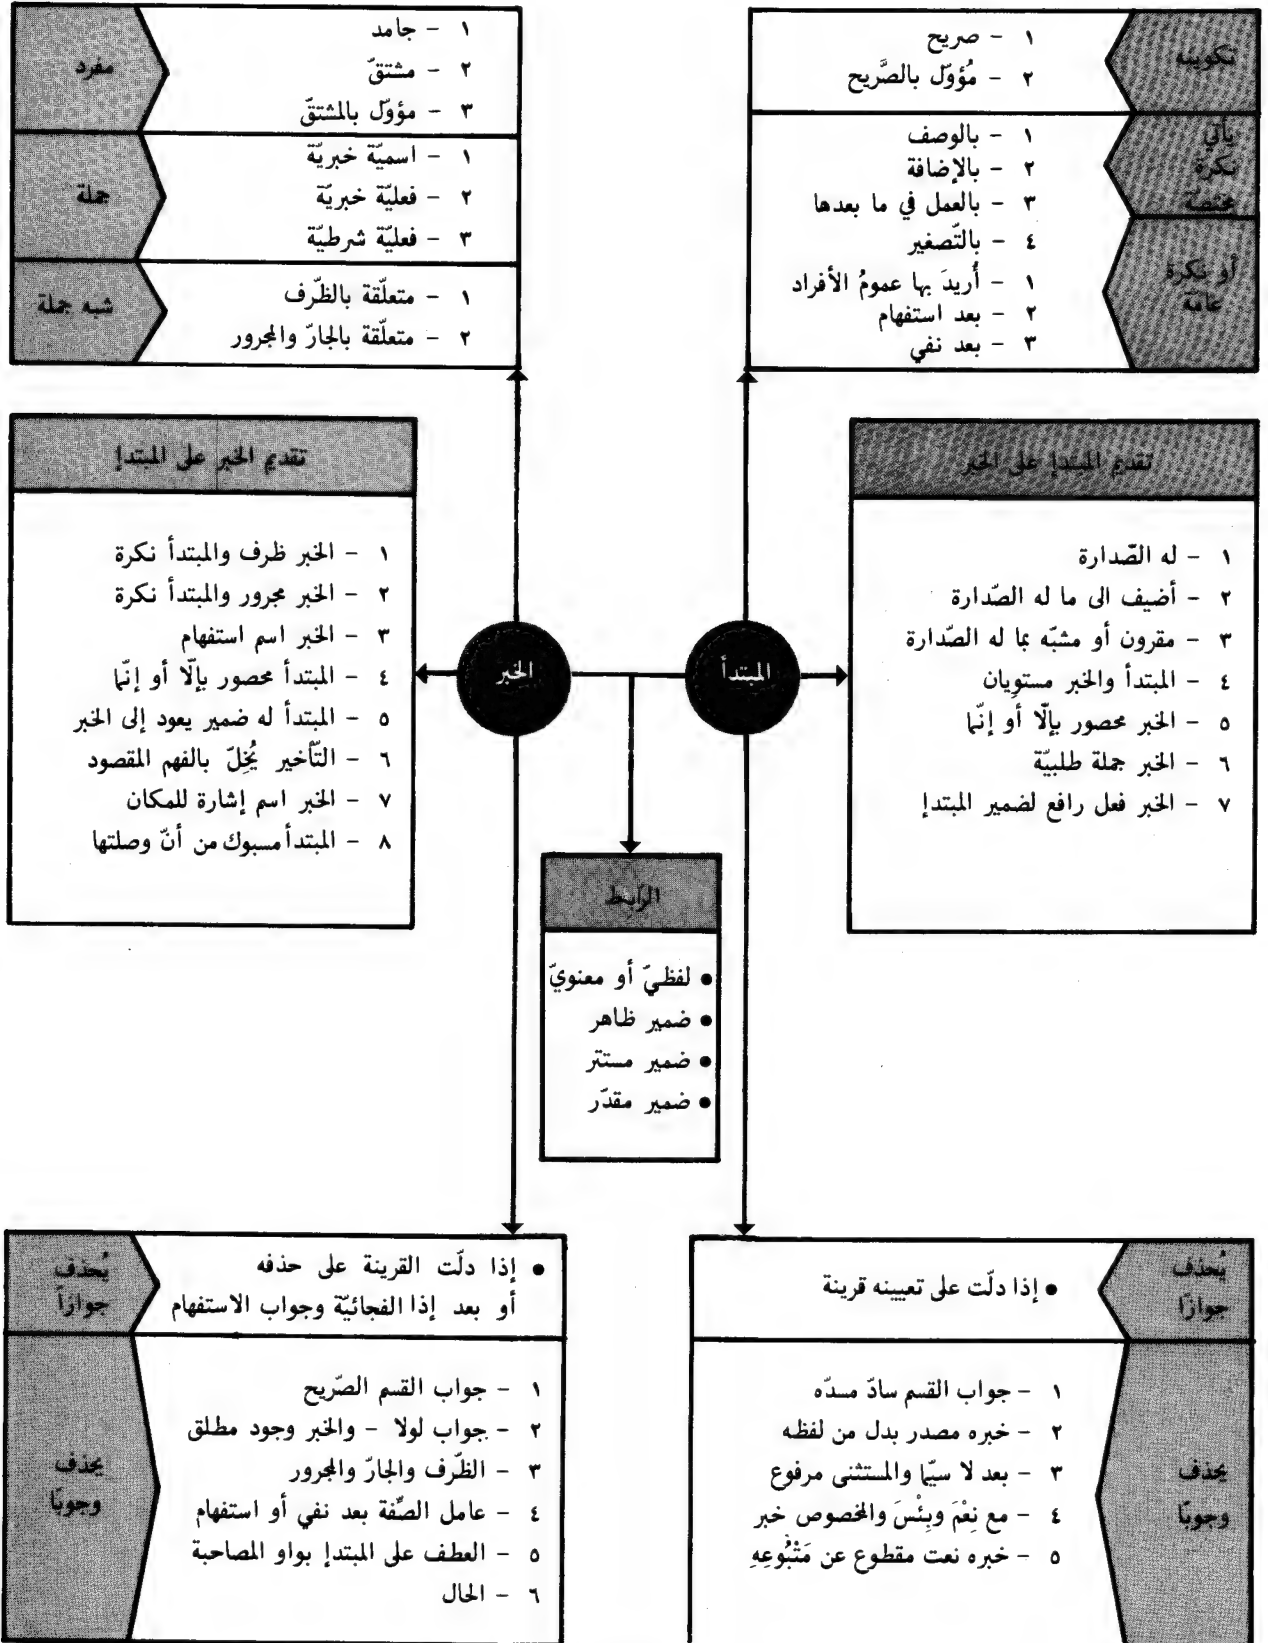 تكوينه
١ - صريح
٢ - مُؤوّل بالصَّريح
يأتي
نكرة
مختصّة
١ - بالوصف
٢ - بالإضافة
٣ - بالعمل في ما بعدها
٤ - بالتّصغير
أو نكرة
عامّة
١ - أُريدَ بها عمومُ الأفراد
٢ - بعد استفهام
٣ - بعد نفي
مفرد
١ - جامد
٢ - مشتقّ
٣ - مؤوّل بالمشتقّ
جملة
١ - اسميّة خبريّة
٢ - فعليّة خبريّة
٣ - فعليّة شرطيّة
شبه جملة
١ - متعلّقة بالظّرف
٢ - متعلّقة بالجارّ والمجرور
تقديم المبتدإ على الخبر
١ - له الصّدارة
٢ - أضيف الى ما له الصّدارة
٣ - مقرون أو مشبّه بما له الصّدارة
٤ - المبتدأ والخبر مستويان
٥ - الخبر محصور بإلّا أو إنّما
٦ - الخبر جملة طلبيّة
٧ - الخبر فعل رافع لضمير المبتدإ
تقديم الخبر على المبتدإ
١ - الخبر ظرف والمبتدأ نكرة
٢ - الخبر مجرور والمبتدأ نكرة
٣ - الخبر اسم استفهام
٤ - المبتدأ محصور بإلّا أو إنّما
٥ - المبتدأ له ضمير يعود إلى الخبر
٦ - التّأخير يُخِلّ بالفهم المقصود
٧ - الخبر اسم إشارة للمكان
٨ - المبتدأ مسبوك من أنّ وصلتها
المبتدأ
الخبر
الرّابط
• لفظيّ أو معنويّ
• ضمير ظاهر
• ضمير مستتر
• ضمير مقدّر
يُحذف
جوازًا
• إذا دلّت على تعيينه قرينة
يحذف
وجوبًا
١ - جواب القسم سادّ مسدّه
٢ - خبره مصدر بدل من لفظه
٣ - بعد لا سيّما والمستثنى مرفوع
٤ - مع نِعْمَ وبِئْسَ والمخصوص خبر
٥ - خبره نعت مقطوع عن مَتْبُوعِهِ
يُحذف
جوازاً
• إذا دلّت القرينة على حذفه
أو بعد إذا الفجائيّة وجواب الاستفهام
يحذف
وجوبًا
١ - جواب القسم الصّريح
٢ - جواب لولا - والخبر وجود مطلق
٣ - الظّرف والجارّ والمجرور
٤ - عامل الصِّفة بعد نفي أو استفهام
٥ - العطف على المبتدإ بواو المصاحبة
٦ - الحال